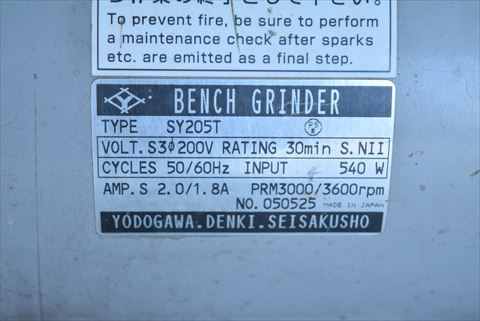 To prevent fire, be sure to perform
a maintenance check after sparks
etc. are emitted as a final step.
BENCH GRINDER
TYPE SY205T
VOLT.S3φ200V RATING 30min S.NII
CYCLES 50/60Hz INPUT 540 W
AMP.S 2.0/1.8A PRM3000/3600rpm
NO.050525 MADE IN JAPAN
YODOGAWA.DENKI.SEISAKUSHO